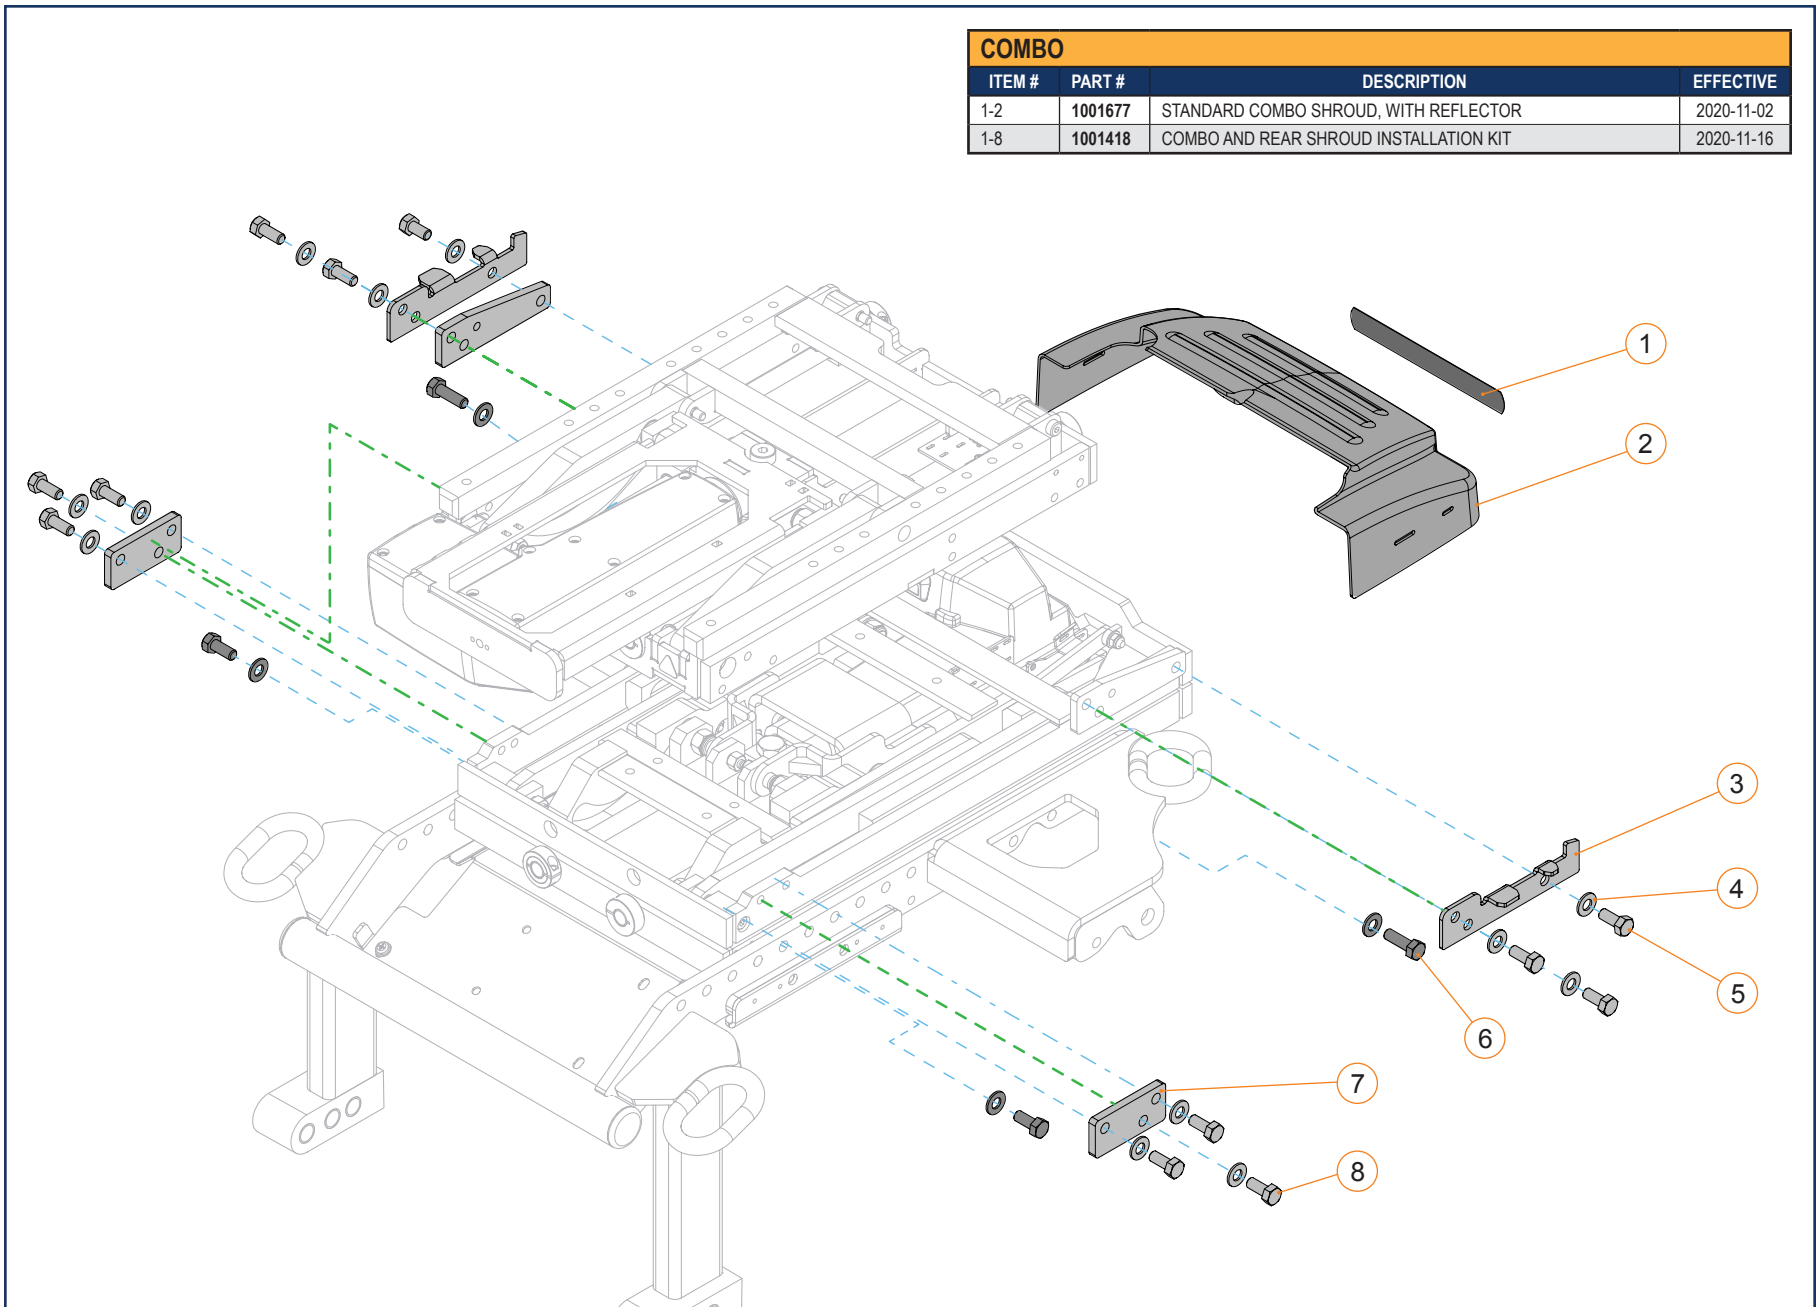 COMBO
ITEM # PART # DESCRIPTION EFFECTIVE
1-2 1001677 STANDARD COMBO SHROUD, WITH REFLECTOR 2020-11-02
1-8 1001418 COMBO AND REAR SHROUD INSTALLATION KIT 2020-11-16
1
2
3
4
5
6
7
8